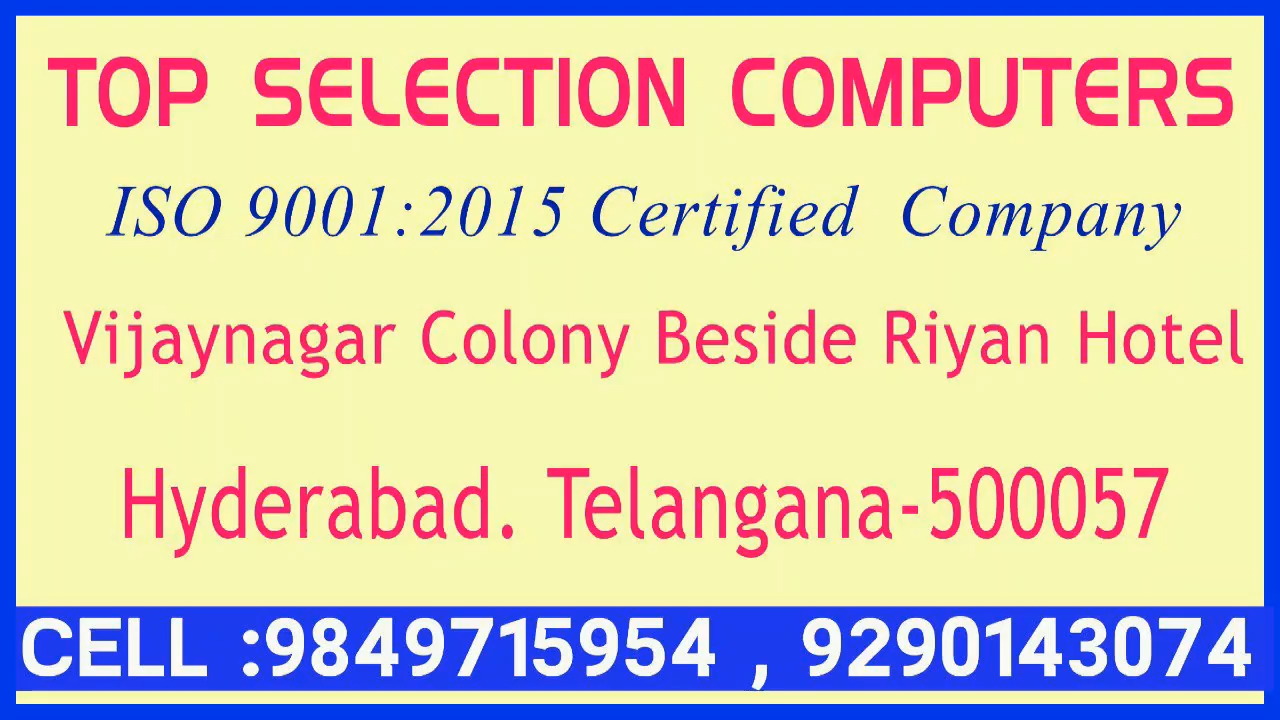 TOP SELECTION COMPUTERS
ISO 9001:2015 Certified Company
Vijaynagar Colony Beside Riyan Hotel
Hyderabad. Telangana-500057
CELL :9849715954 , 9290143074